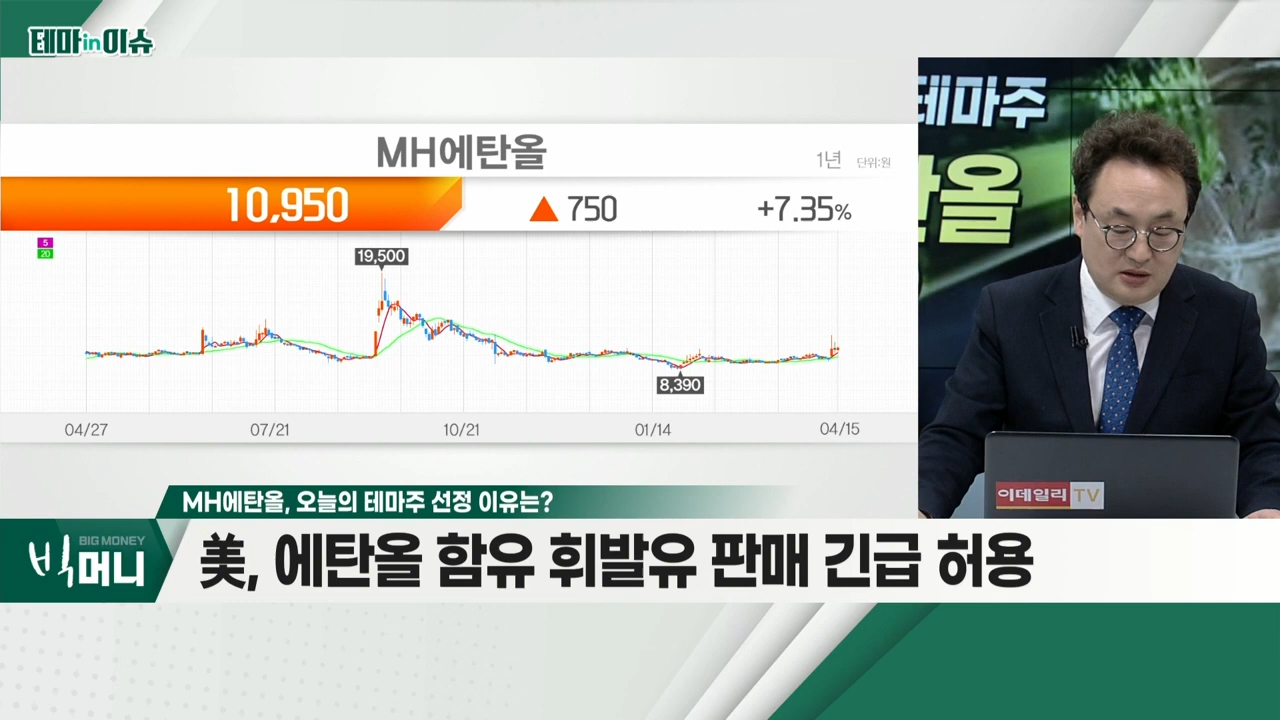 테마in이슈
MH에탄올
1년 단위:원
10,950
▲ 750
+7.35%
5
20
19,500
8,390
04/27 07/21 10/21 01/14 04/15
테마주
올
이데일리TV
MH에탄올, 오늘의 테마주 선정 이유는?
BIG MONEY
빅머니
美, 에탄올 함유 휘발유 판매 긴급 허용